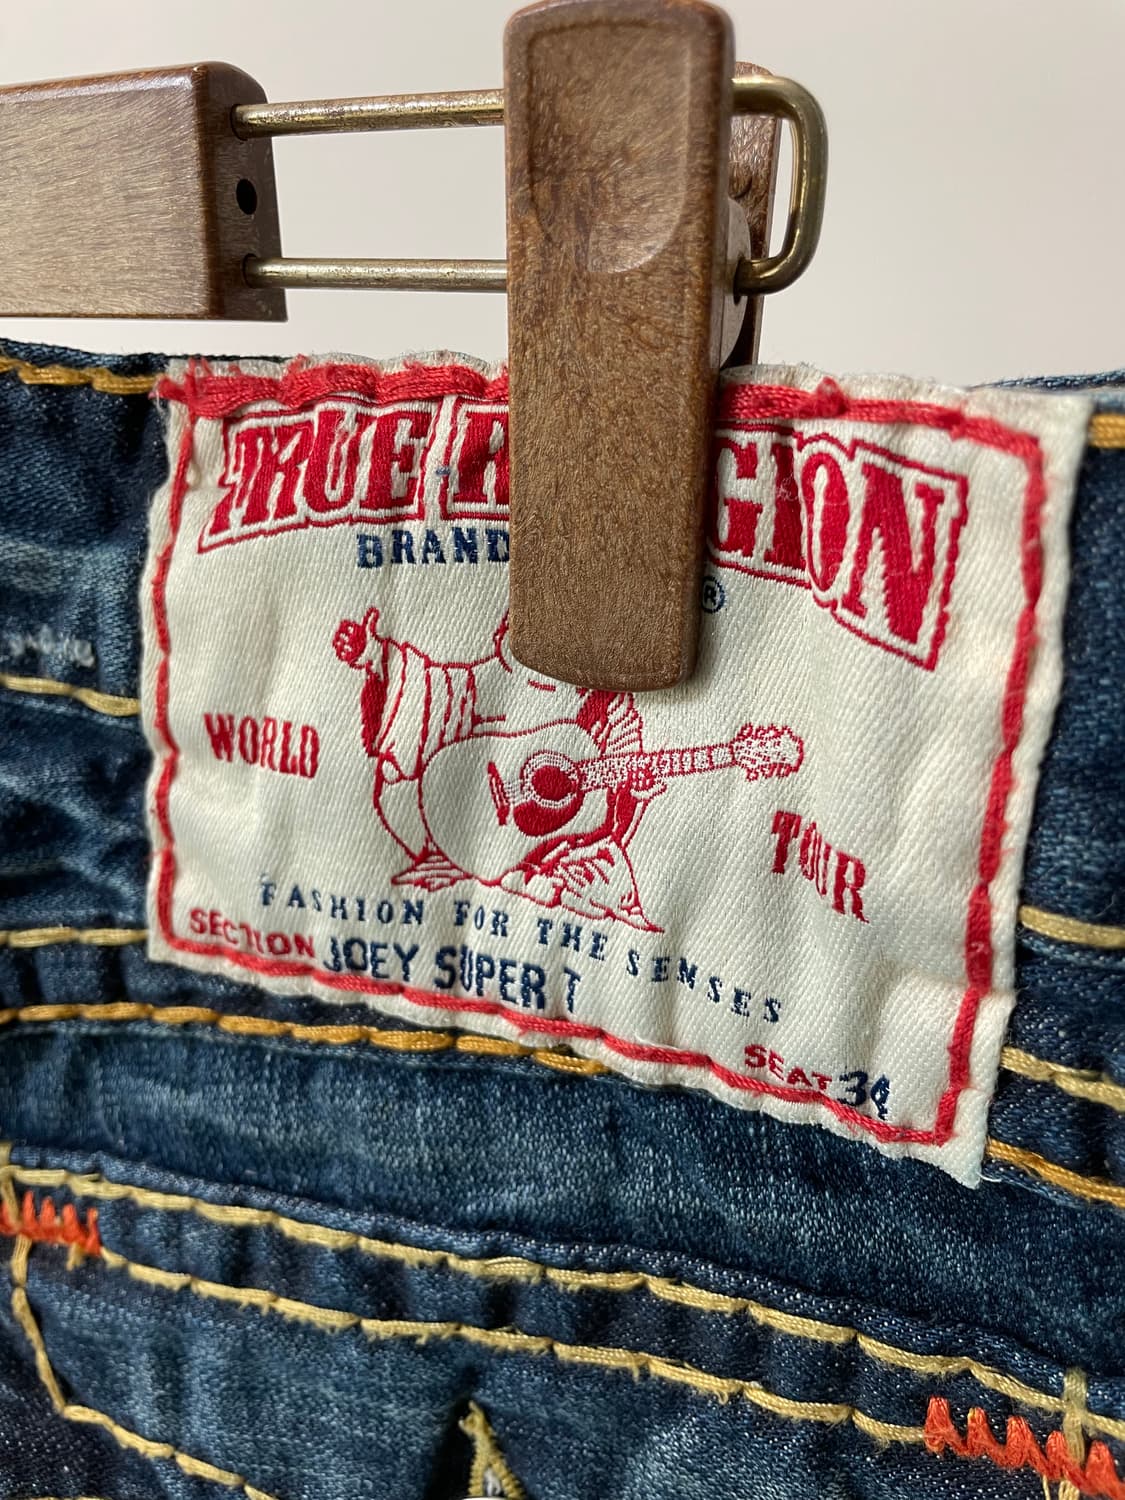 TRUE R GION
BRAND
®
WORLD
TOUR
FASHION FOR THE SENSES
SECTION JOEY SUPER T
SEAT 34